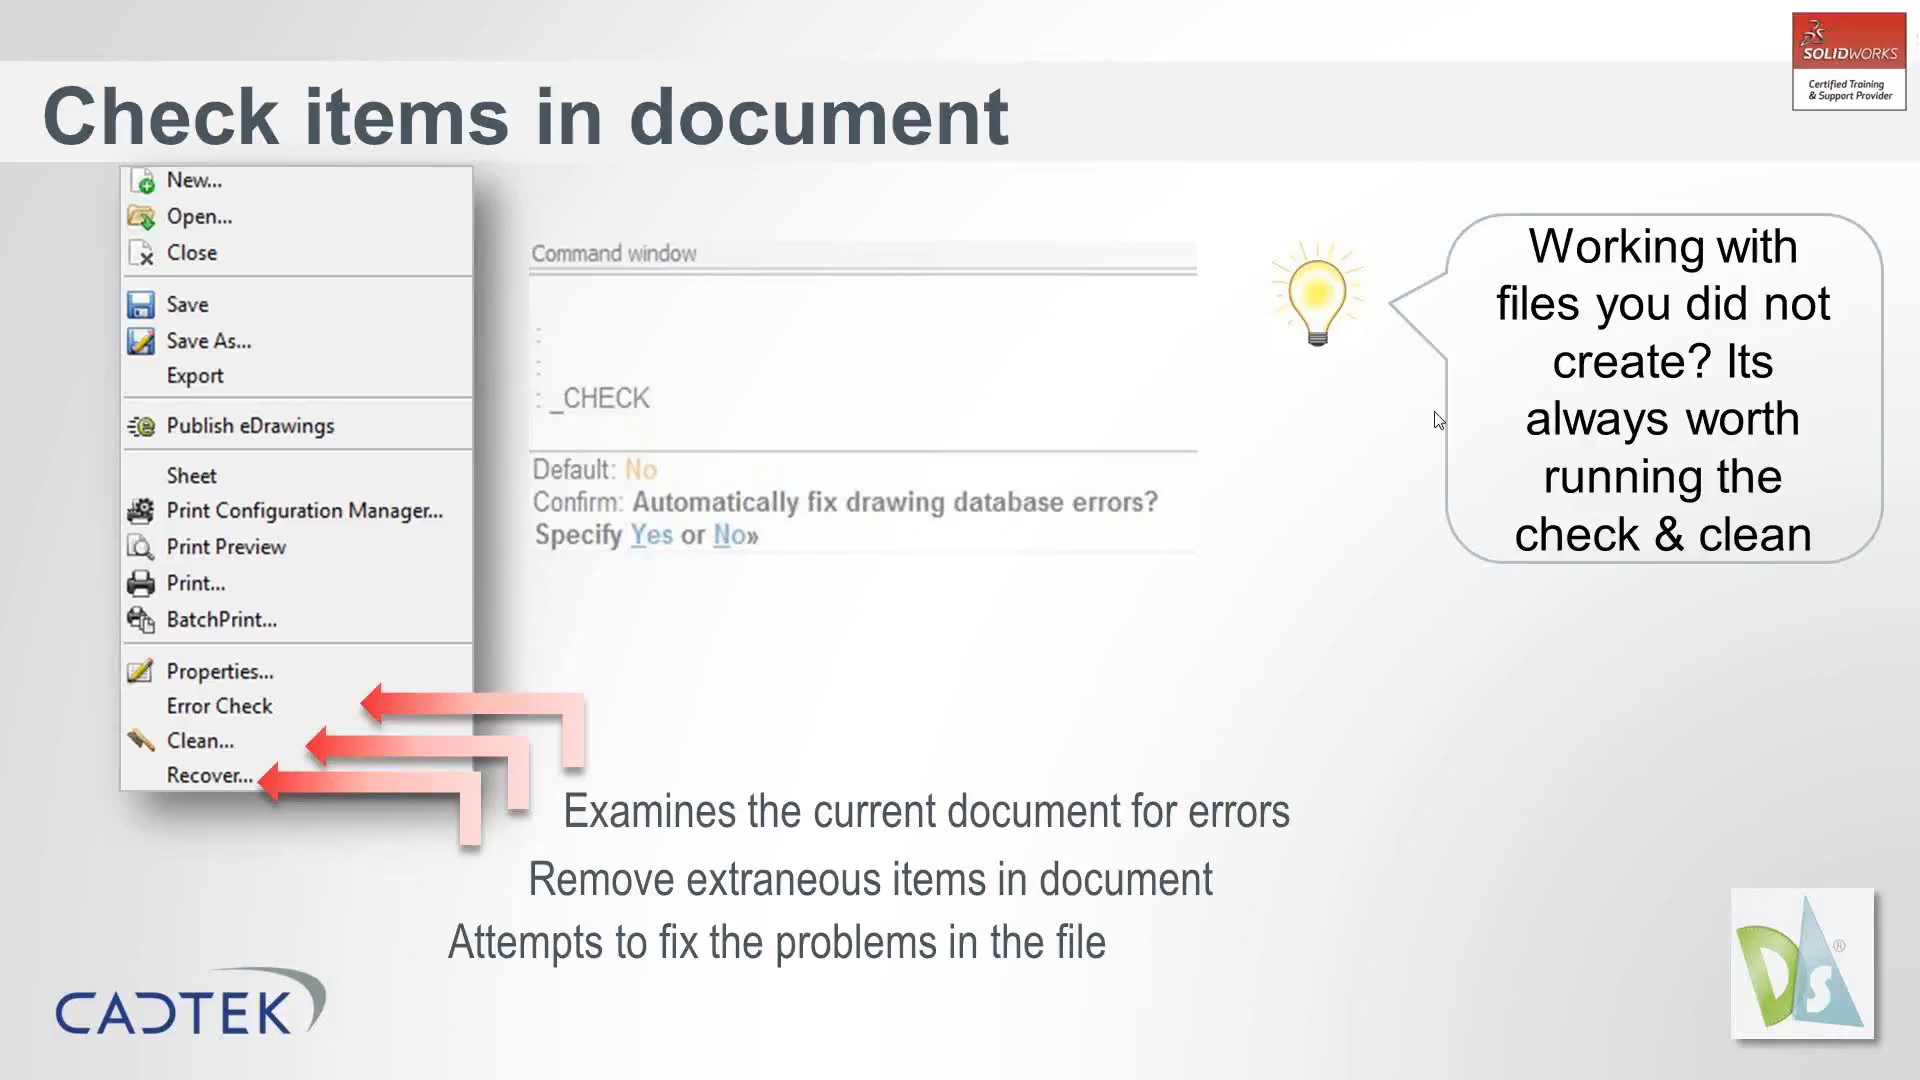 SOLIDWORKS
Certified Training
& Support Provider
Check items in document
New...
Open...
Close
Save
Save As...
Export
Publish eDrawings
Sheet
Print Configuration Manager...
Print Preview
Print...
BatchPrint...
Properties...
Error Check
Clean...
Recover...
Command window
:
:
: _CHECK
Default: No
Confirm: Automatically fix drawing database errors?
Specify Yes or No»
Working with
files you did not
create? Its
always worth
running the
check & clean
Examines the current document for errors
Remove extraneous items in document
Attempts to fix the problems in the file
CADTEK
DS®